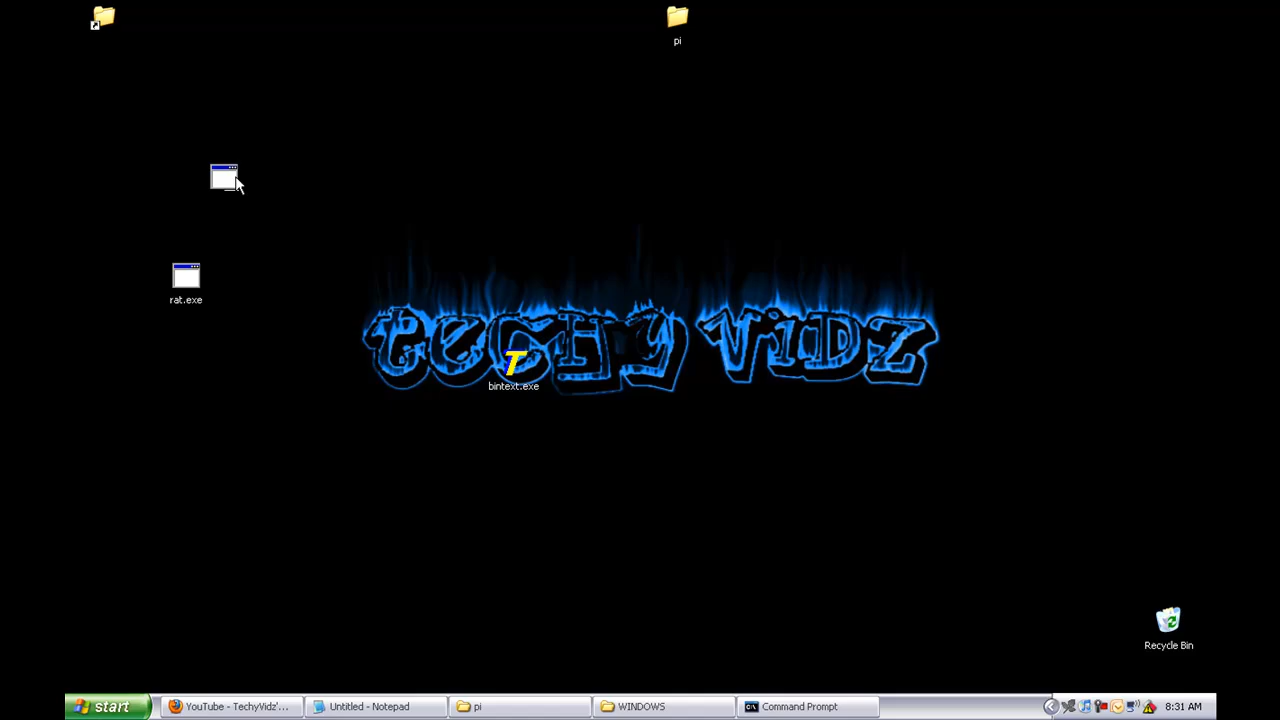 pi
rat.exe
techy vidz
bintext.exe
Recycle Bin
start
YouTube - TechyVidz'...
Untitled - Notepad
pi
WINDOWS
Command Prompt
8:31 AM